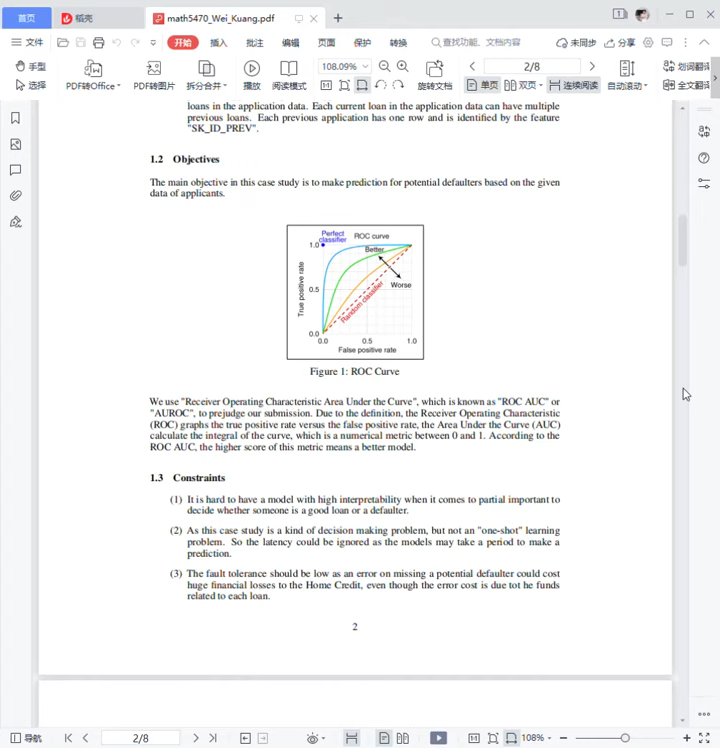 首页
稻壳
math5470_Wei_Kuang.pdf
1
文件
开始 插入 批注 编辑 页面 保护 转换
查找功能、文档内容
未同步 分享
手型
选择
PDF转Office
PDF转图片
拆分合并
播放
阅读模式
108.09%
旋转文档
2/8
单页 双页 连续阅读
自动滚动
划词翻译
全文翻译
loans in the application data. Each current loan in the application data can have multiple
previous loans. Each previous application has one row and is identified by the feature
"SK_ID_PREV".
1.2 Objectives
The main objective in this case study is to make prediction for potential defaulters based on the given
data of applicants.
Perfect
classifier
ROC curve
1.0
Better
True positive rate
0.5
Worse
Random classifier
0.0
0.0 0.5 1.0
False positive rate
Figure 1: ROC Curve
We use "Receiver Operating Characteristic Area Under the Curve", which is known as "ROC AUC" or
"AUROC", to prejudge our submission. Due to the definition, the Receiver Operating Characteristic
(ROC) graphs the true positive rate versus the false positive rate, the Area Under the Curve (AUC)
calculate the integral of the curve, which is a numerical metric between 0 and 1. According to the
ROC AUC, the higher score of this metric means a better model.
1.3 Constraints
(1) It is hard to have a model with high interpretability when it comes to partial important to
decide whether someone is a good loan or a defaulter.
(2) As this case study is a kind of decision making problem, but not an "one-shot" learning
problem. So the latency could be ignored as the models may take a period to make a
prediction.
(3) The fault tolerance should be low as an error on missing a potential defaulter could cost
huge financial losses to the Home Credit, even though the error cost is due tot he funds
related to each loan.
2
导航
2/8
108%